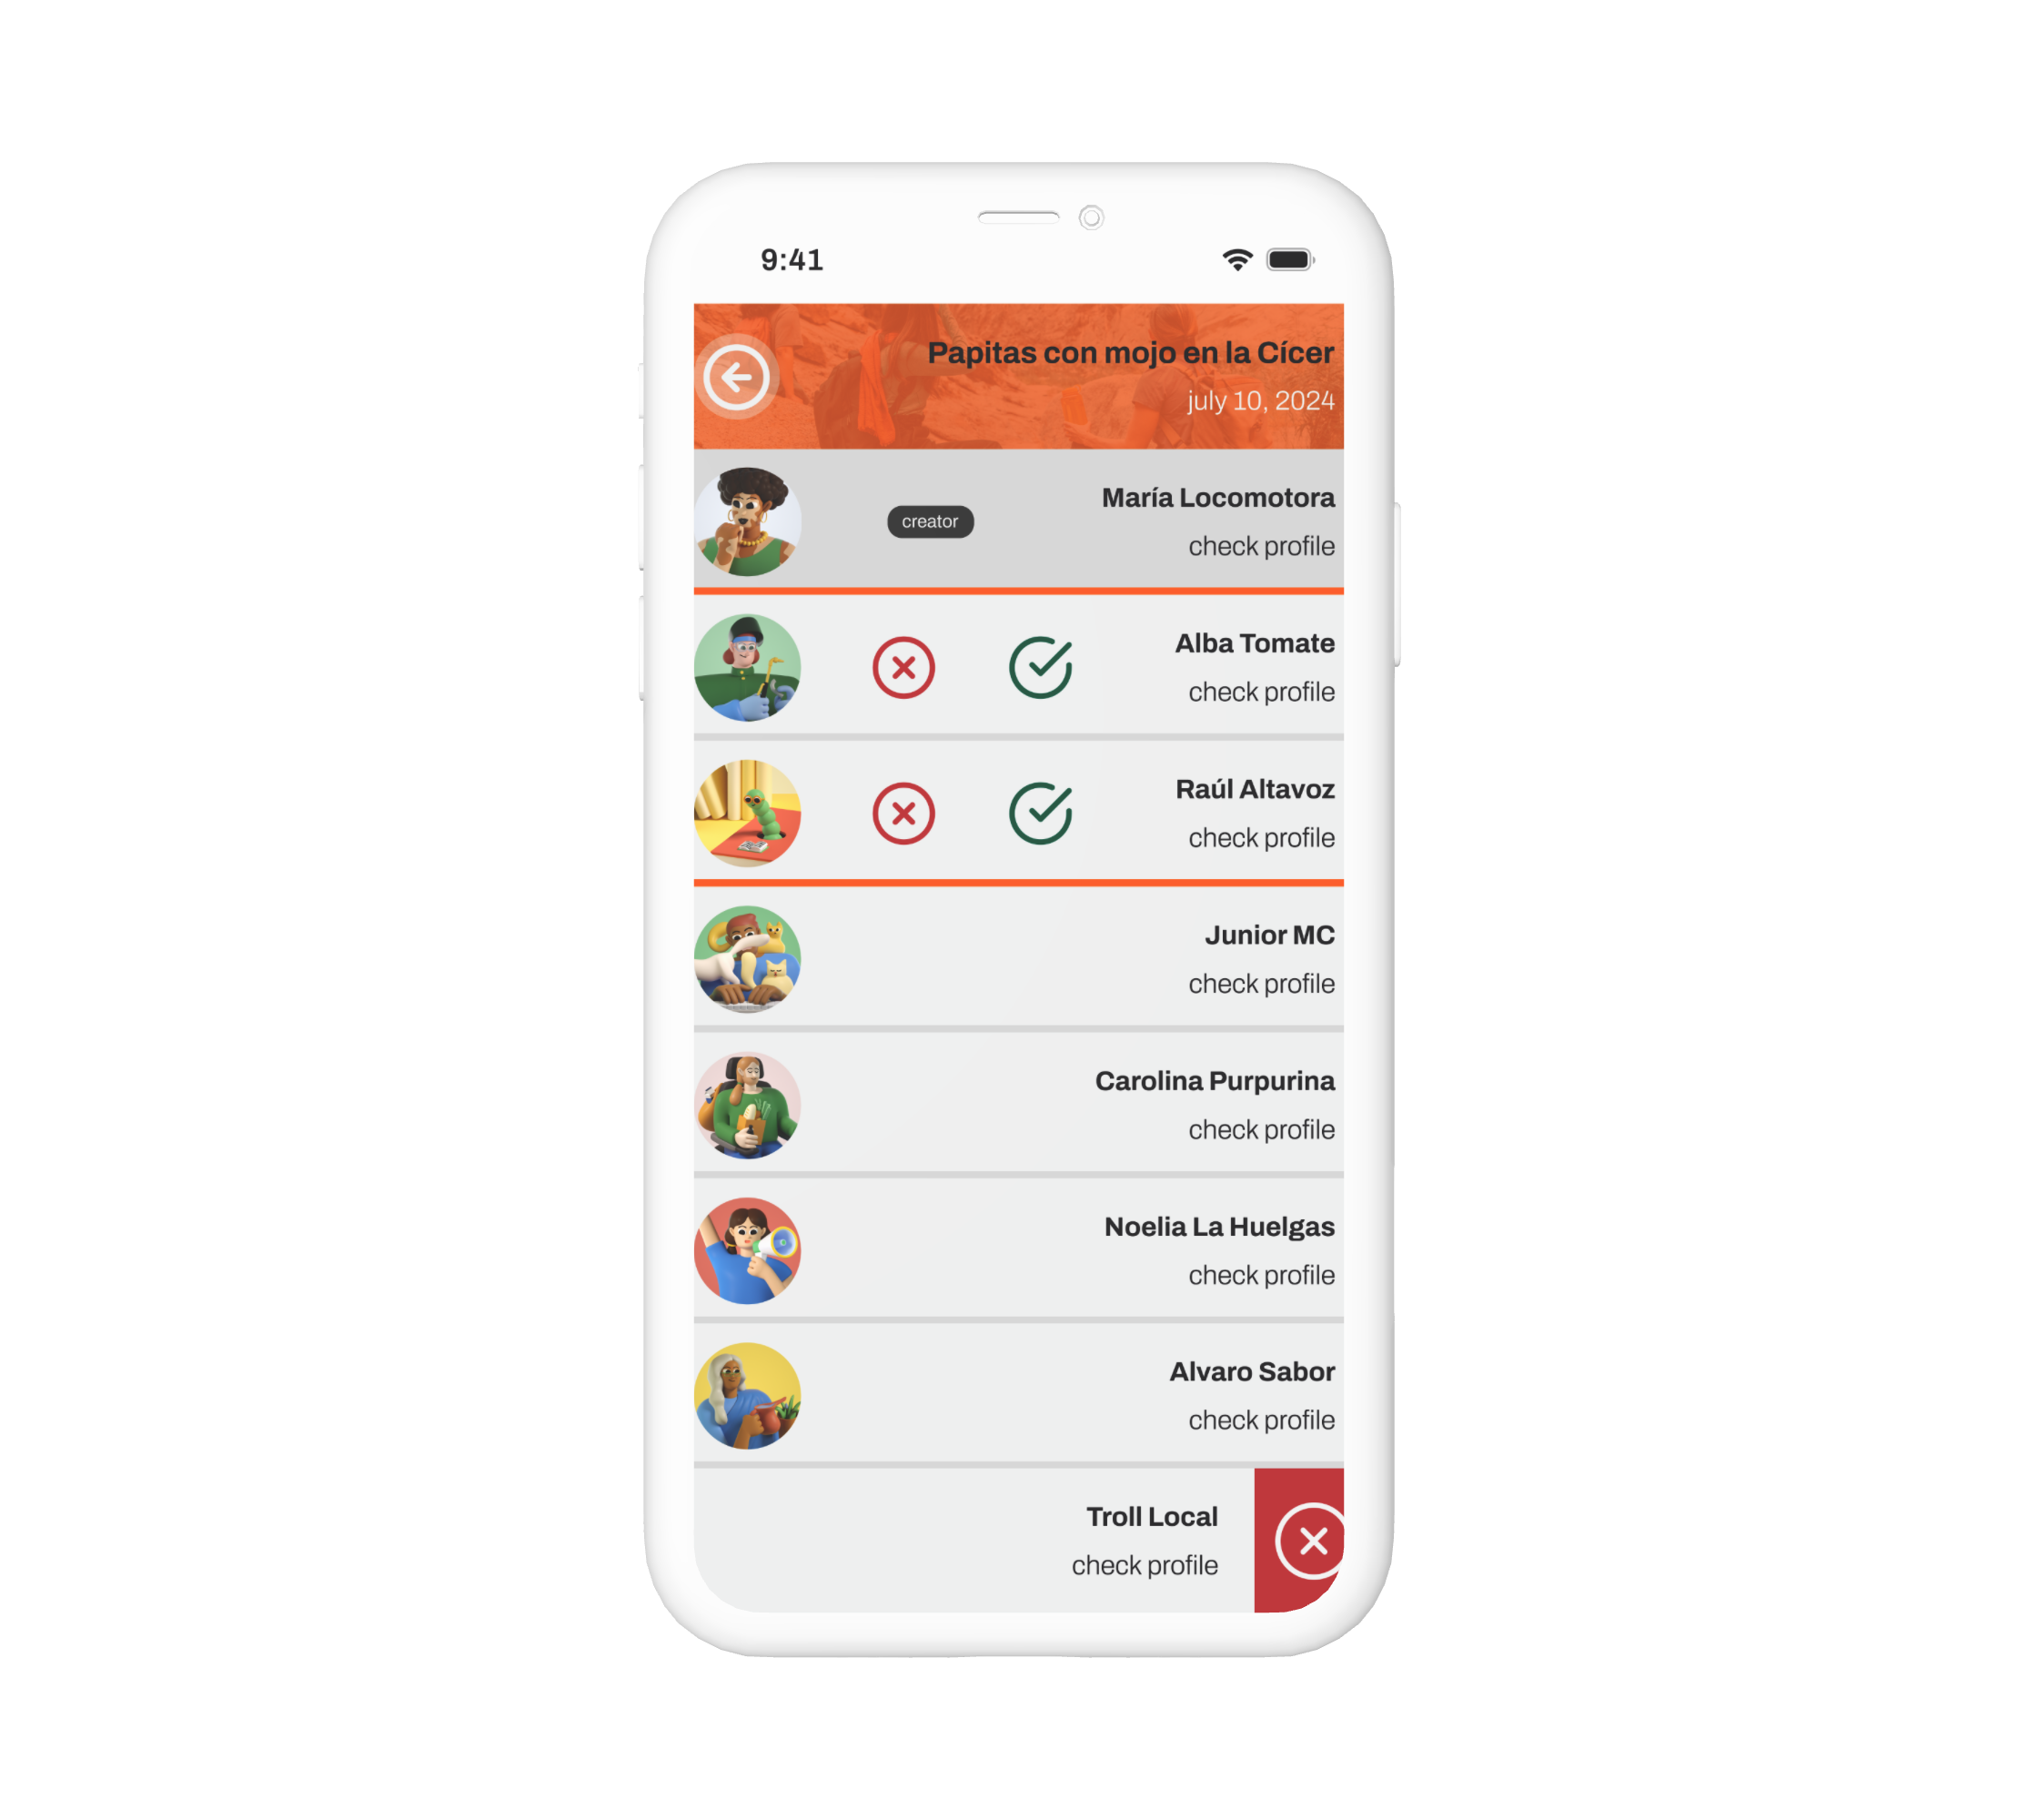 9:41
Papitas con mojo en la Cícer
july 10, 2024
María Locomotora
creator
check profile
Alba Tomate
check profile
Raúl Altavoz
check profile
Junior MC
check profile
Carolina Purpurina
check profile
Noelia La Huelgas
check profile
Alvaro Sabor
check profile
Troll Local
check profile